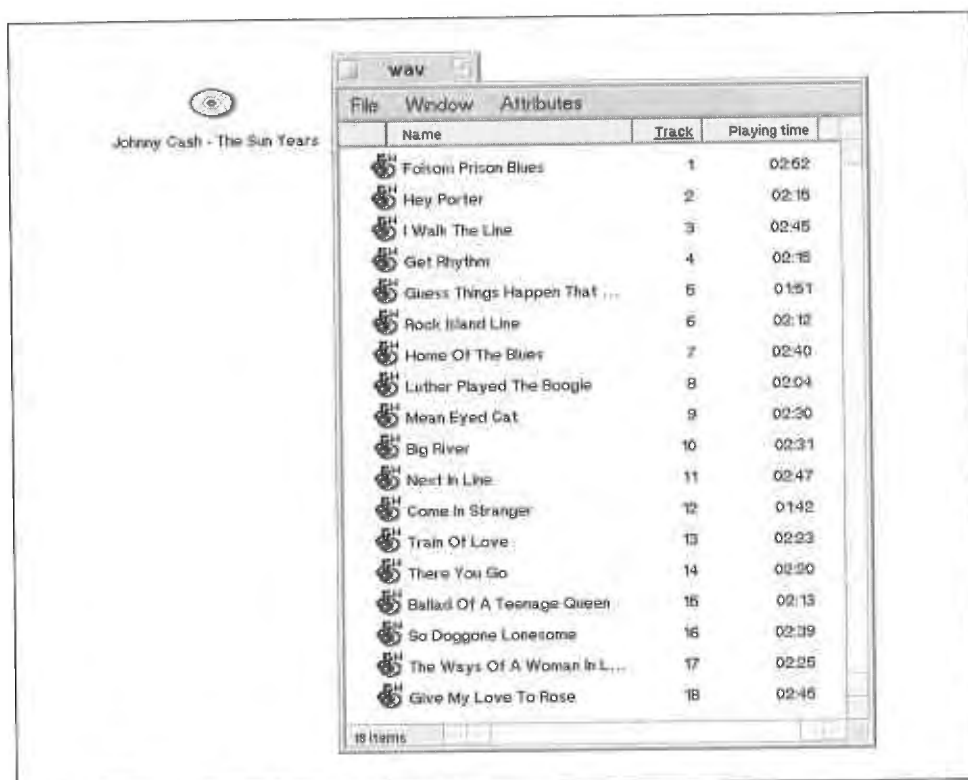 wav
File Window Attributes
Johnny Cash - The Sun Years
Name Track Playing time
Folsom Prison Blues 1 02:52
Hey Porter 2 02:15
I Walk The Line 3 02:45
Get Rhythm 4 02:15
Guess Things Happen That ... 5 01:51
Rock Island Line 6 02:12
Home Of The Blues 7 02:40
Luther Played The Boogie 8 02:04
Mean Eyed Cat 9 02:30
Big River 10 02:31
Next In Line 11 02:47
Come In Stranger 12 01:42
Train Of Love 13 02:23
There You Go 14 02:20
Ballad Of A Teenage Queen 15 02:13
So Doggone Lonesome 16 02:39
The Ways Of A Woman In L... 17 02:25
Give My Love To Rose 18 02:45
18 items